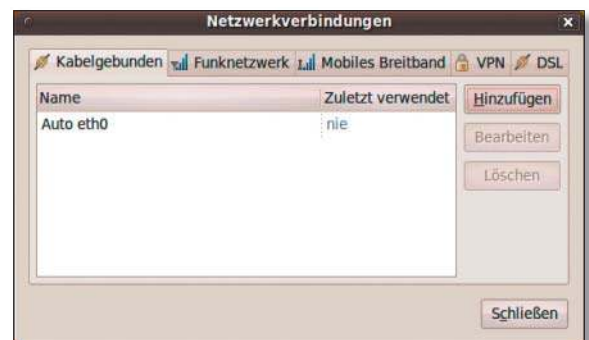 Netzwerkverbindungen
Kabelgebunden Funknetzwerk Mobiles Breitband VPN DSL
Name Zuletzt verwendet
Auto eth0 nie
Hinzufügen
Bearbeiten
Löschen
Schließen